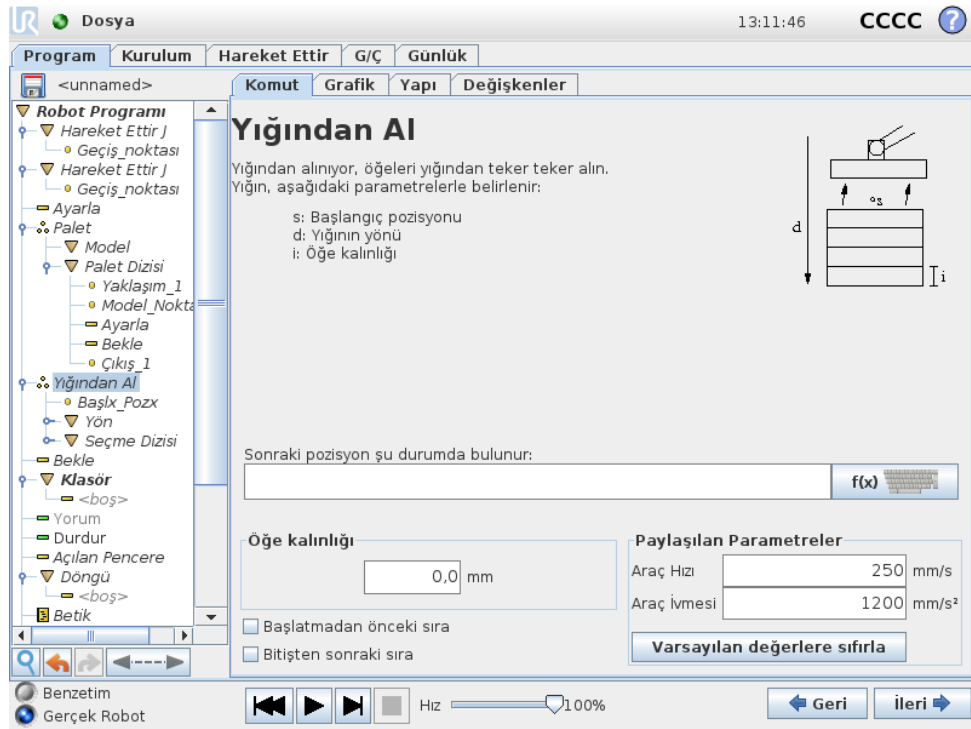 Dosya
13:11:46
CCCC
?
Program
Kurulum
Hareket Ettir
G/Ç
Günlük
<unnamed>
Komut
Grafik
Yapı
Değişkenler
Robot Programı
Hareket Ettir J
Geçiş_noktası
Hareket Ettir J
Geçiş_noktası
Ayarla
Palet
Model
Palet Dizisi
Yaklaşım_1
Model_Nokta
Ayarla
Bekle
Çıkış_1
Yığından Al
Başlx_Pozx
Yön
Seçme Dizisi
Bekle
Klasör
<boş>
Yorum
Durdur
Açılan Pencere
Döngü
<boş>
Betik
Yığından Al
Yığından alınıyor, öğeleri yığından teker teker alın.
Yığın, aşağıdaki parametrelerle belirlenir:
s: Başlangıç pozisyonu
d: Yığının yönü
i: Öğe kalınlığı
d
s
i
Sonraki pozisyon şu durumda bulunur:
f(x)
Öğe kalınlığı
0,0 mm
Başlatmadan önceki sıra
Bitişten sonraki sıra
Paylaşılan Parametreler
Araç Hızı 250 mm/s
Araç İvmesi 1200 mm/s²
Varsayılan değerlere sıfırla
Benzetim
Gerçek Robot
Hız 100%
Geri
İleri